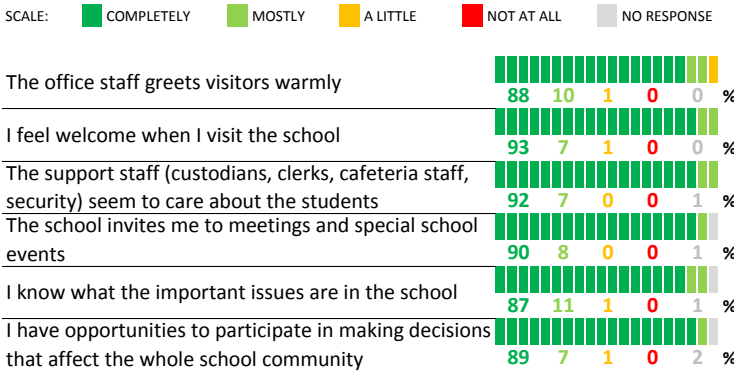 SCALE: COMPLETELY MOSTLY A LITTLE NOT AT ALL NO RESPONSE
The office staff greets visitors warmly
88 10 1 0 0 %
I feel welcome when I visit the school
93 7 1 0 0 %
The support staff (custodians, clerks, cafeteria staff,
security) seem to care about the students
92 7 0 0 1 %
The school invites me to meetings and special school
events
90 8 0 0 1 %
I know what the important issues are in the school
87 11 1 0 1 %
I have opportunities to participate in making decisions
that affect the whole school community
89 7 1 0 2 %